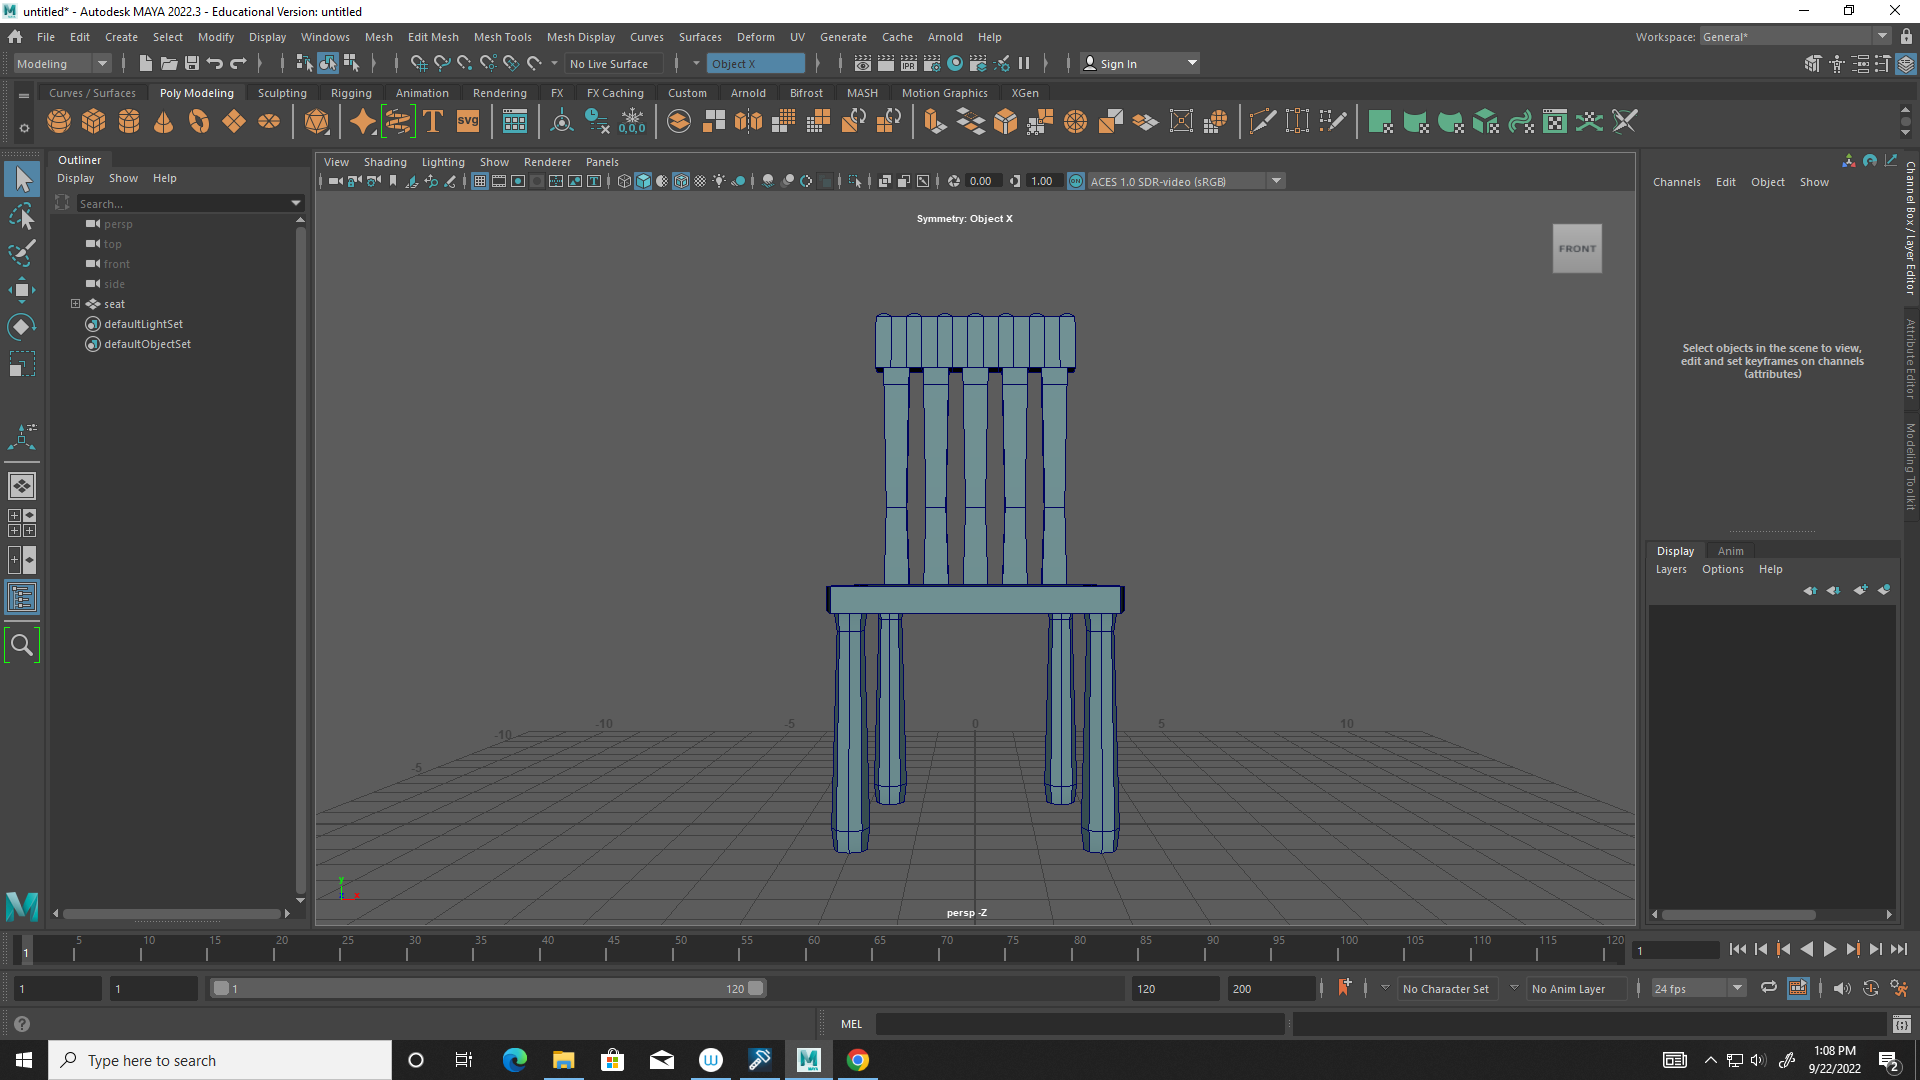 untitled* - Autodesk MAYA 2022.3 - Educational Version: untitled
File Edit Create Select Modify Display Windows Mesh Edit Mesh Mesh Tools Mesh Display Curves Surfaces Deform UV Generate Cache Arnold Help
Workspace: General*
Modeling
No Live Surface
Object X
Sign In
Curves / Surfaces Poly Modeling Sculpting Rigging Animation Rendering FX FX Caching Custom Arnold Bifrost MASH Motion Graphics XGen
Outliner
Display Show Help
Search...
persp
top
front
side
seat
defaultLightSet
defaultObjectSet
View Shading Lighting Show Renderer Panels
0.00
1.00
ACES 1.0 SDR-video (sRGB)
Symmetry: Object X
FRONT
-10 -5 0 5 10
-10
-5
y
z x
persp -Z
Channels Edit Object Show
Select objects in the scene to view,
edit and set keyframes on channels
(attributes)
Channel Box / Layer Editor
Attribute Editor
Modeling Toolkit
Display Anim
Layers Options Help
1 5 10 15 20 25 30 35 40 45 50 55 60 65 70 75 80 85 90 95 100 105 110 115 120
1
1
1
1
120
120
200
No Character Set
No Anim Layer
24 fps
MEL
Type here to search
1:08 PM
9/22/2022
2